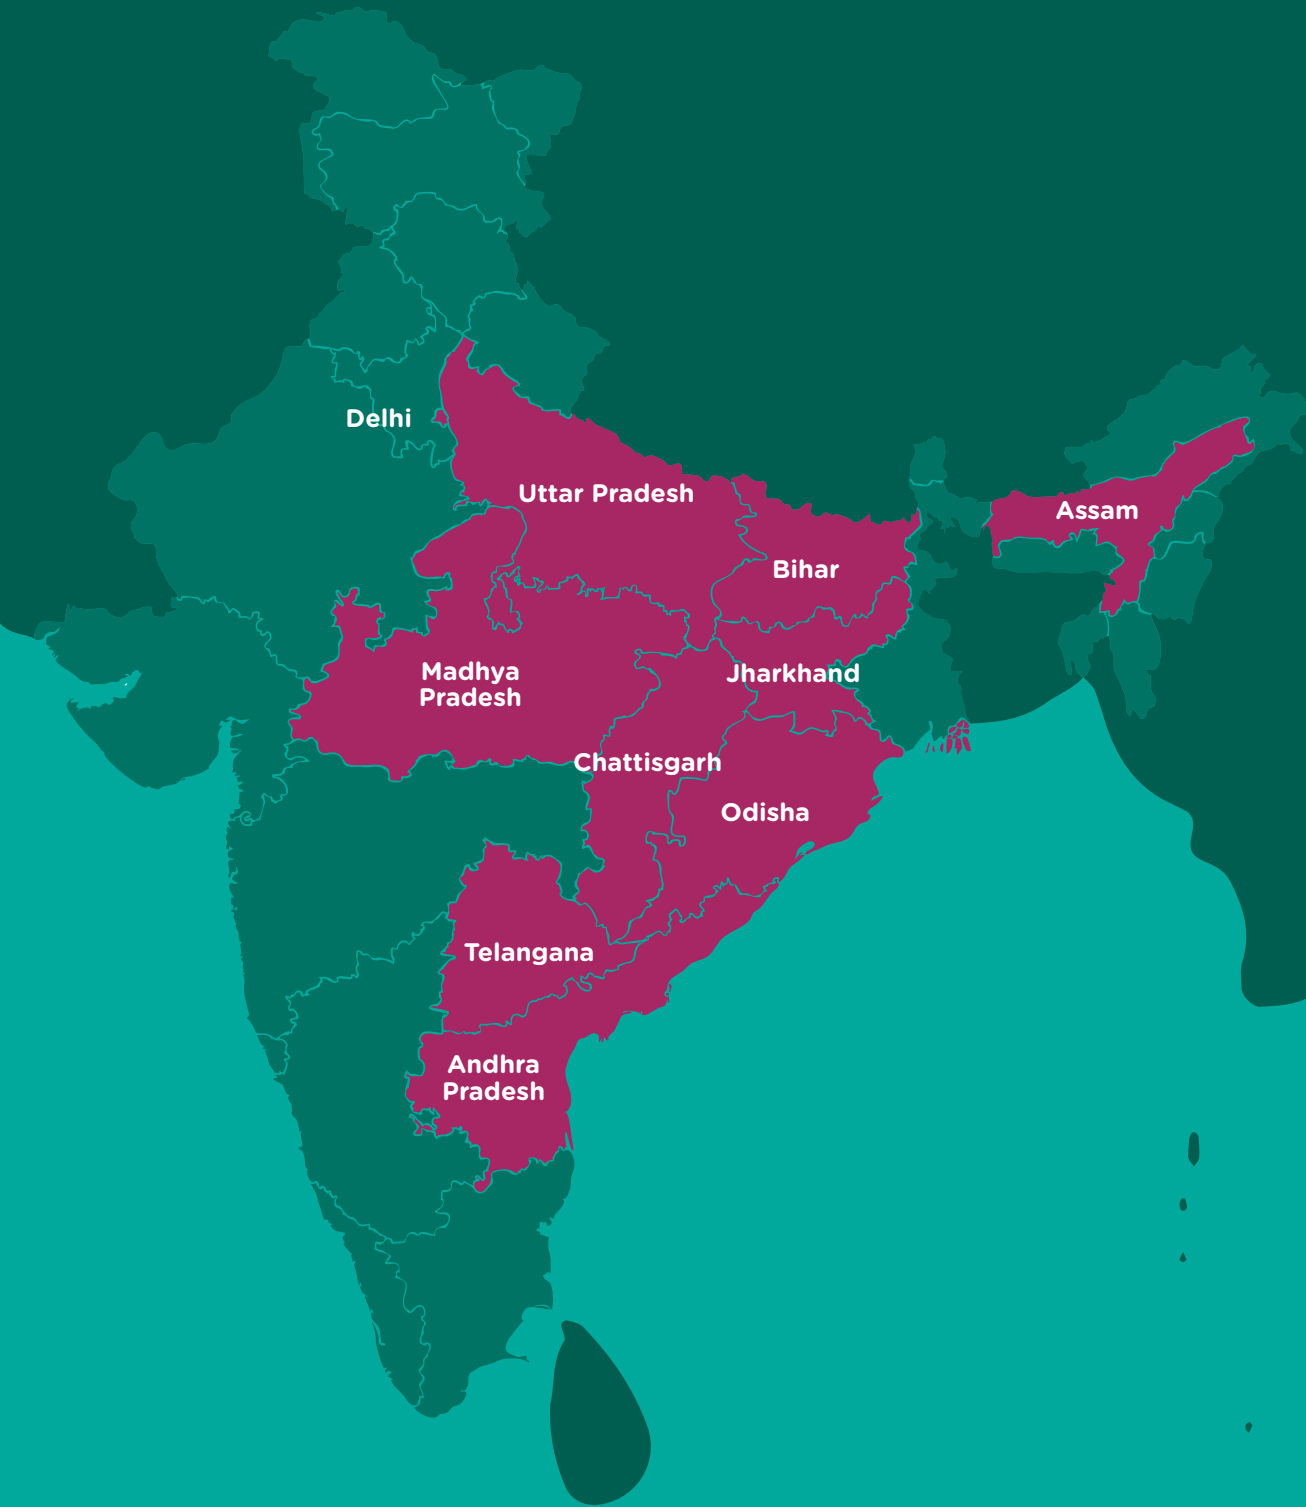 Delhi
Uttar Pradesh
Assam
Bihar
Madhya
Pradesh
Jharkhand
Chattisgarh
Odisha
Telangana
Andhra
Pradesh